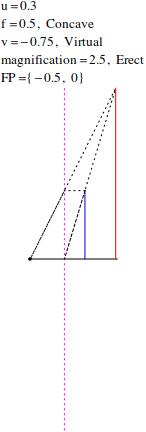 u=0.3
f=0.5, Concave
v=−0.75, Virtual
magnification=2.5, Erect
FP={−0.5, 0}